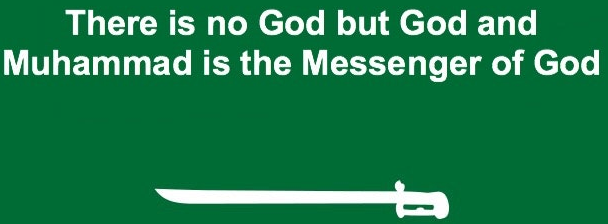 There is no God but God and
Muhammad is the Messenger of God